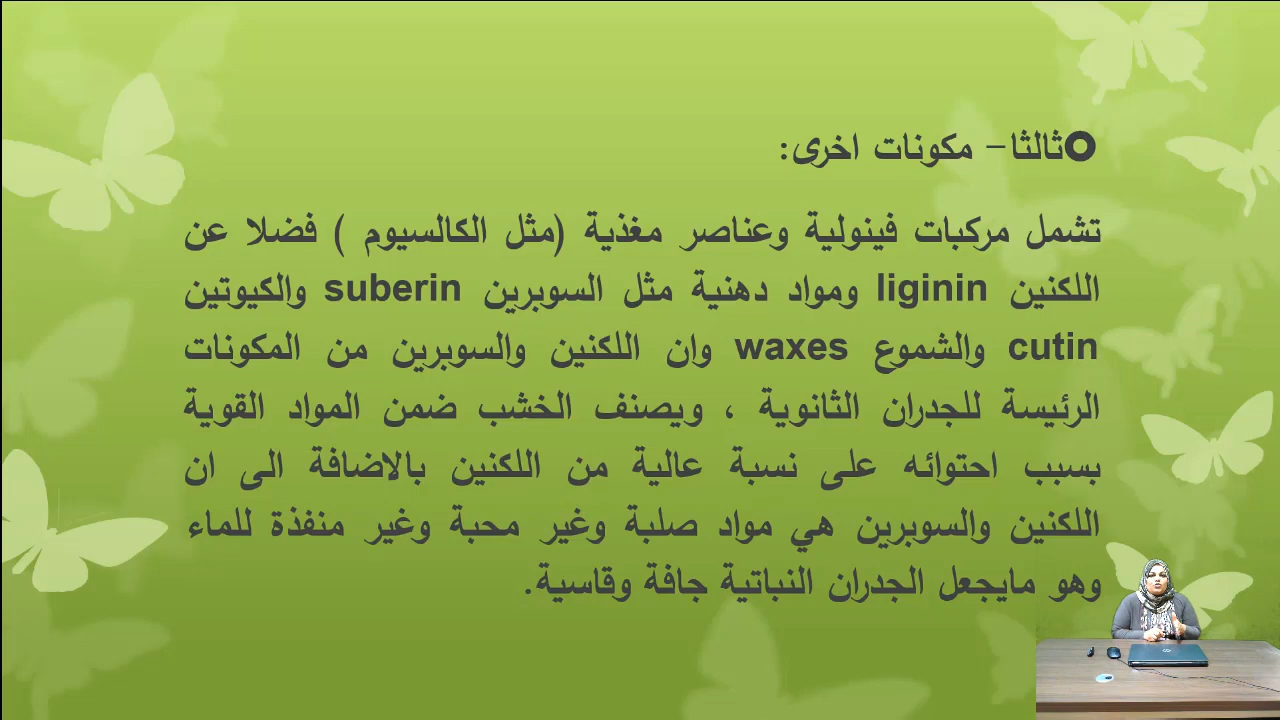 ثالثا– مكونات اخرى:
تشمل مركبات فينولية وعناصر مغذية (مثل الكالسيوم ) فضلا عن
اللكنين liginin ومواد دهنية مثل السوبرين suberin والكيوتين
cutin والشموع waxes وان اللكنين والسوبرين من المكونات
الرئيسة للجدران الثانوية ، ويصنف الخشب ضمن المواد القوية
بسبب احتوائه على نسبة عالية من اللكنين بالاضافة الى ان
اللكنين والسوبرين هي مواد صلبة وغير محبة وغير منفذة للماء
وهو مايجعل الجدران النباتية جافة وقاسية.